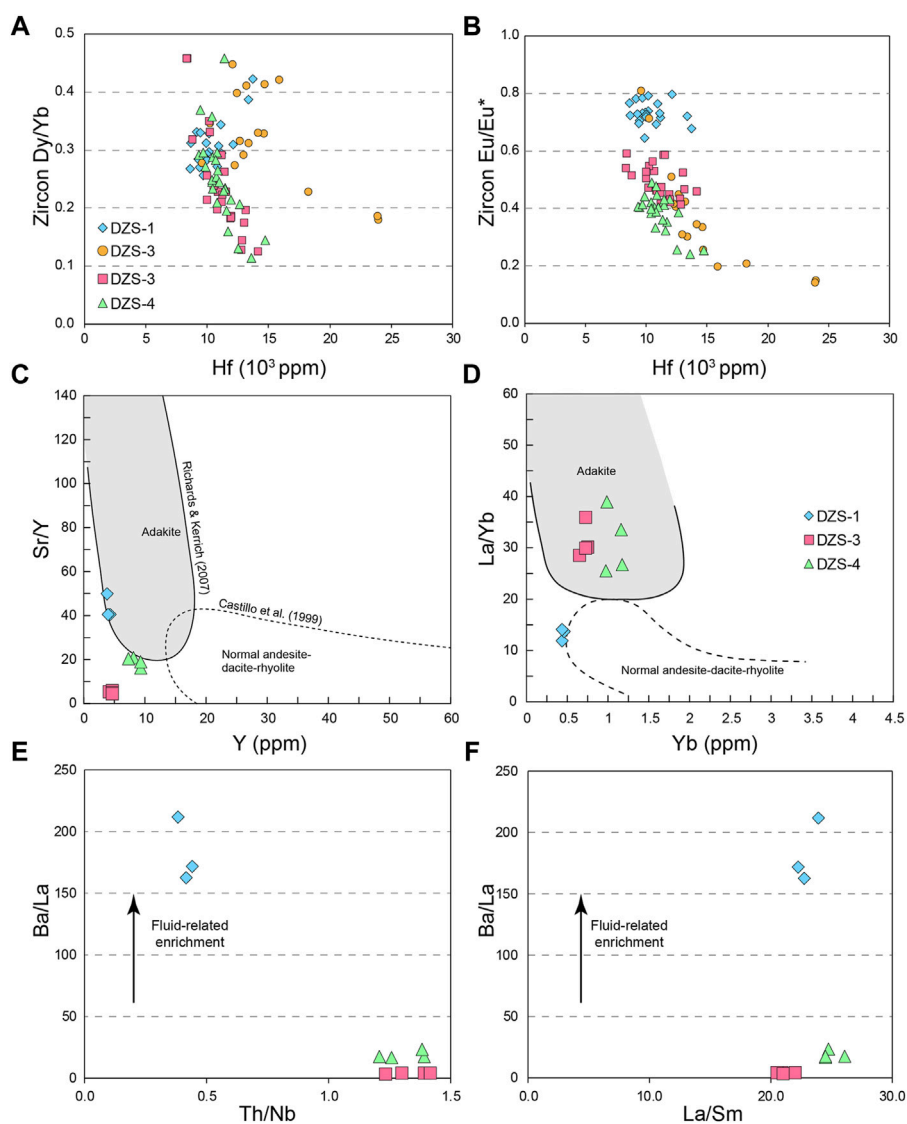 A
0.5
0.4
0.3
0.2
0.1
0.0
Zircon Dy/Yb
DZS-1
DZS-3
DZS-3
DZS-4
0
5
10
15
20
25
30
Hf (10³ ppm)
B
1.0
0.8
0.6
0.4
0.2
0.0
Zircon Eu/Eu*
0
5
10
15
20
25
30
Hf (10³ ppm)
C
140
120
100
80
60
40
20
0
Sr/Y
Adakite
Richards & Kerrich (2007)
Castillo et al. (1999)
Normal andesite-
dacite-rhyolite
0
10
20
30
40
50
60
Y (ppm)
D
60
50
40
30
20
10
0
La/Yb
Adakite
DZS-1
DZS-3
DZS-4
Normal andesite-dacite-rhyolite
0
0.5
1.5
2
2.5
3
3.5
4
4.5
Yb (ppm)
E
250
200
150
100
50
0
Ba/La
Fluid-related
enrichment
0.0
0.5
1.0
1.5
Th/Nb
F
250
200
150
100
50
0
Ba/La
Fluid-related
enrichment
0.0
10.0
20.0
30.0
La/Sm